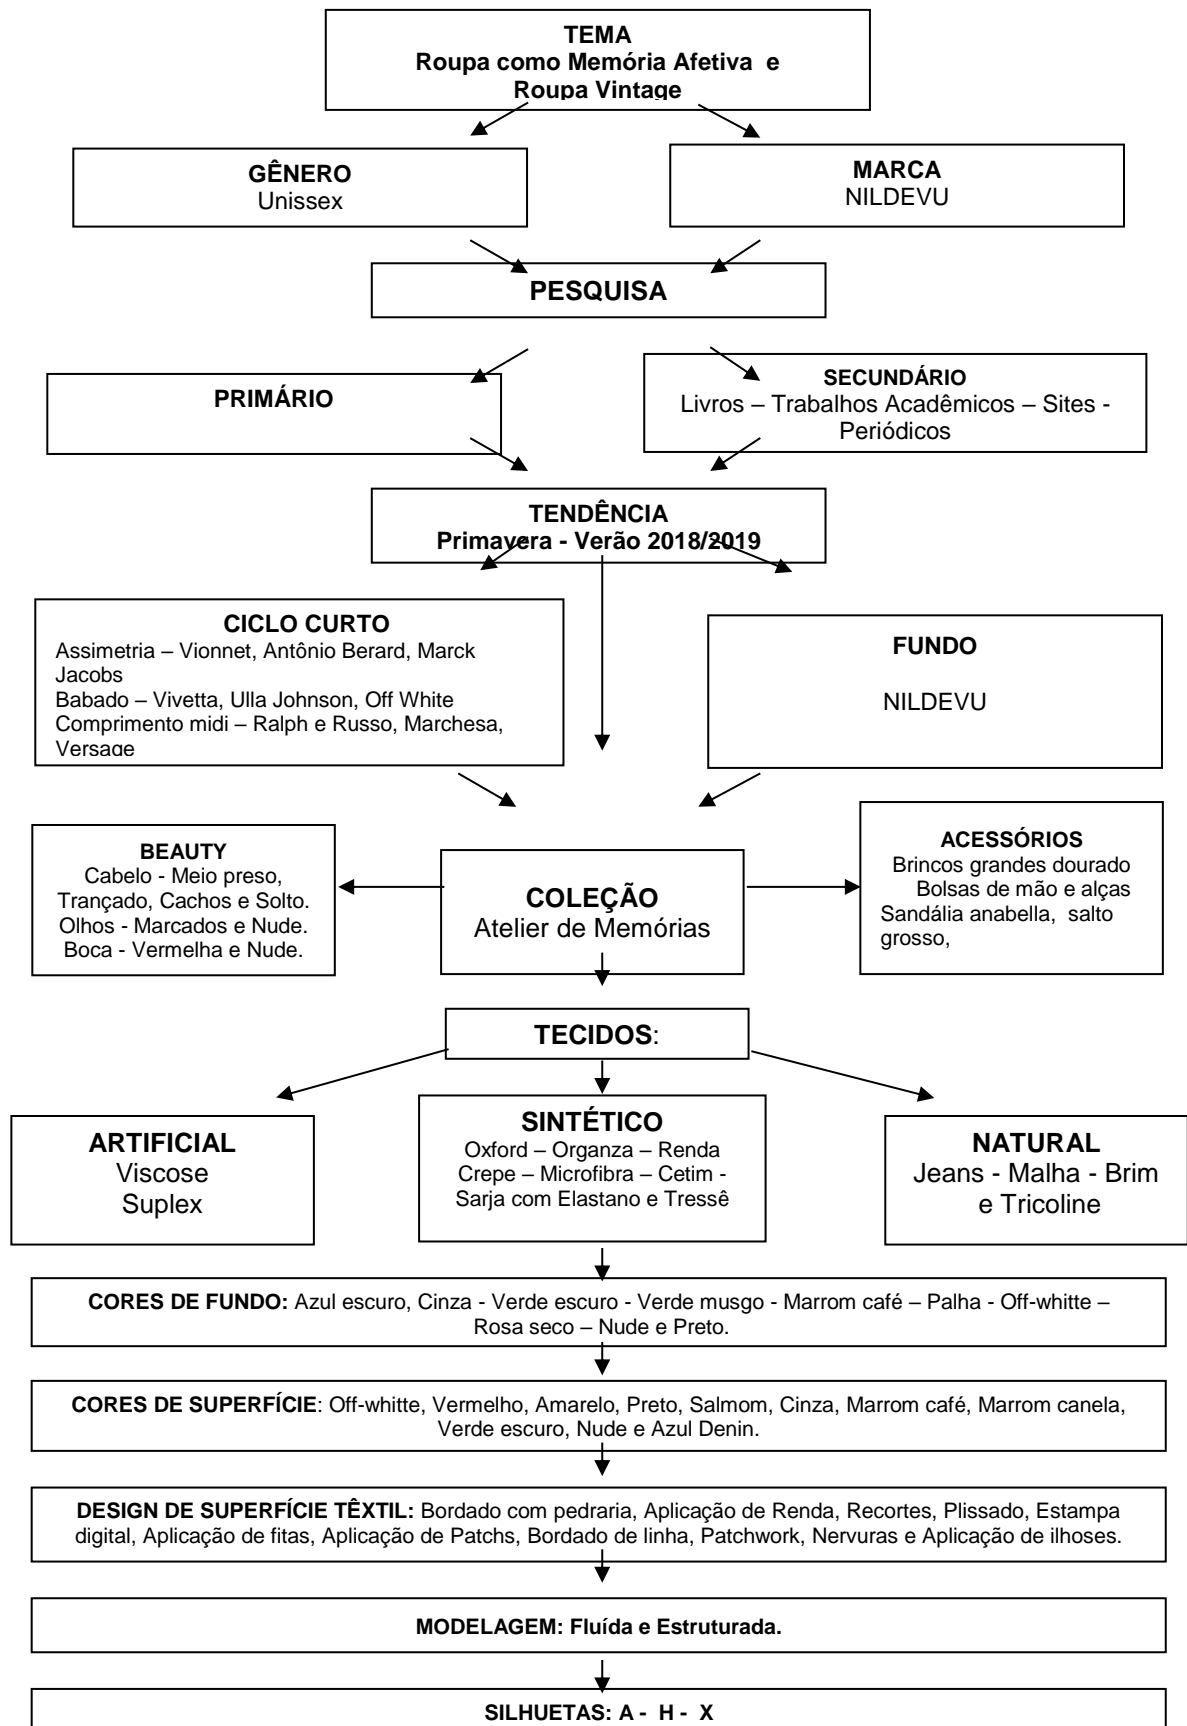 TEMA
Roupa como Memória Afetiva e
Roupa Vintage
GÊNERO
Unissex
MARCA
NILDEVU
PESQUISA
PRIMÁRIO
SECUNDÁRIO
Livros – Trabalhos Acadêmicos – Sites -
Periódicos
TENDÊNCIA
Primavera - Verão 2018/2019
CICLO CURTO
Assimetria – Vionnet, Antônio Berard, Marck
Jacobs
Babado – Vivetta, Ulla Johnson, Off White
Comprimento midi – Ralph e Russo, Marchesa,
Versage
FUNDO
NILDEVU
BEAUTY
Cabelo - Meio preso,
Trançado, Cachos e Solto.
Olhos - Marcados e Nude.
Boca - Vermelha e Nude.
COLEÇÃO
Atelier de Memórias
ACESSÓRIOS
Brincos grandes dourado
Bolsas de mão e alças
Sandália anabella, salto
grosso,
TECIDOS:
ARTIFICIAL
Viscose
Suplex
SINTÉTICO
Oxford – Organza – Renda
Crepe – Microfibra – Cetim -
Sarja com Elastano e Tressê
NATURAL
Jeans - Malha - Brim
e Tricoline
CORES DE FUNDO: Azul escuro, Cinza - Verde escuro - Verde musgo - Marrom café – Palha - Off-whitte –
Rosa seco – Nude e Preto.
CORES DE SUPERFÍCIE: Off-whitte, Vermelho, Amarelo, Preto, Salmom, Cinza, Marrom café, Marrom canela,
Verde escuro, Nude e Azul Denin.
DESIGN DE SUPERFÍCIE TÊXTIL: Bordado com pedraria, Aplicação de Renda, Recortes, Plissado, Estampa
digital, Aplicação de fitas, Aplicação de Patchs, Bordado de linha, Patchwork, Nervuras e Aplicação de ilhoses.
MODELAGEM: Fluída e Estruturada.
SILHUETAS: A - H - X